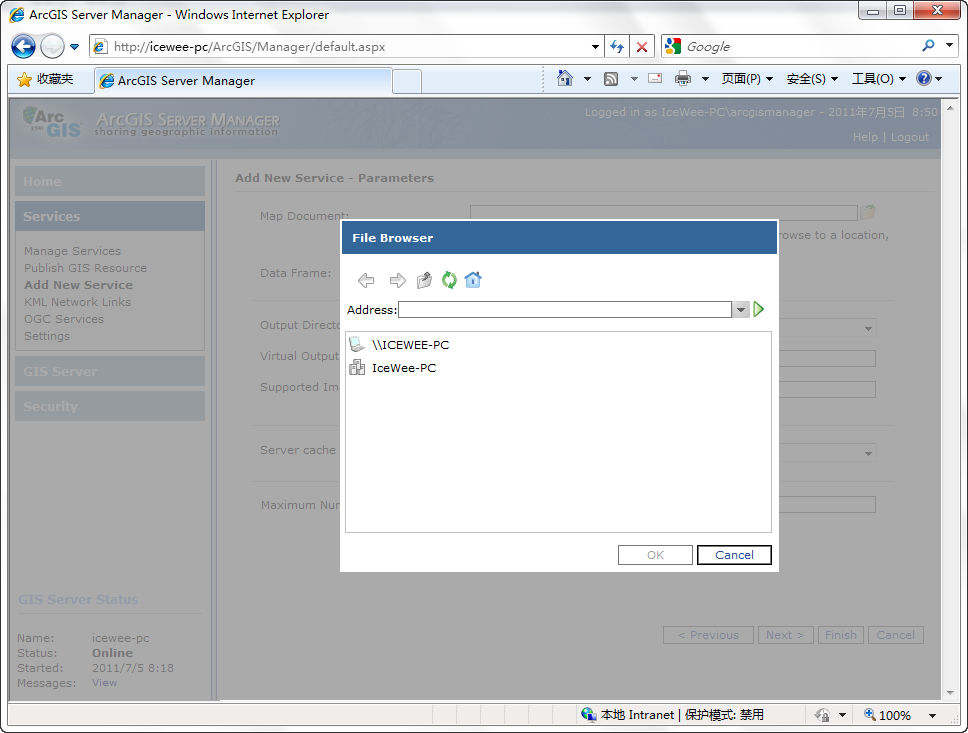 ArcGIS Server Manager - Windows Internet Explorer
http://icewee-pc/ArcGIS/Manager/default.aspx
Google
收藏夹
ArcGIS Server Manager
页面(P)
安全(S)
工具(O)
Arc
GIS
ArcGIS Server Manager
sharing geographic information
Logged in as IceWee-PC\arcgismanager - 2011年7月5日 8:50
Help | Logout
Home
Services
Manage Services
Publish GIS Resource
Add New Service
KML Network Links
OGC Services
Settings
GIS Server
Security
GIS Server Status
Name: icewee-pc
Status: Online
Started: 2011/7/5 8:18
Messages: View
Add New Service - Parameters
Map Document:
rowse to a location,
Data Frame:
Output Directo
Virtual Output
Supported Im
Server cache
Maximum Nur
File Browser
Address:
\\ICEWEE-PC
IceWee-PC
OK
Cancel
< Previous
Next >
Finish
Cancel
本地 Intranet | 保护模式: 禁用
100%